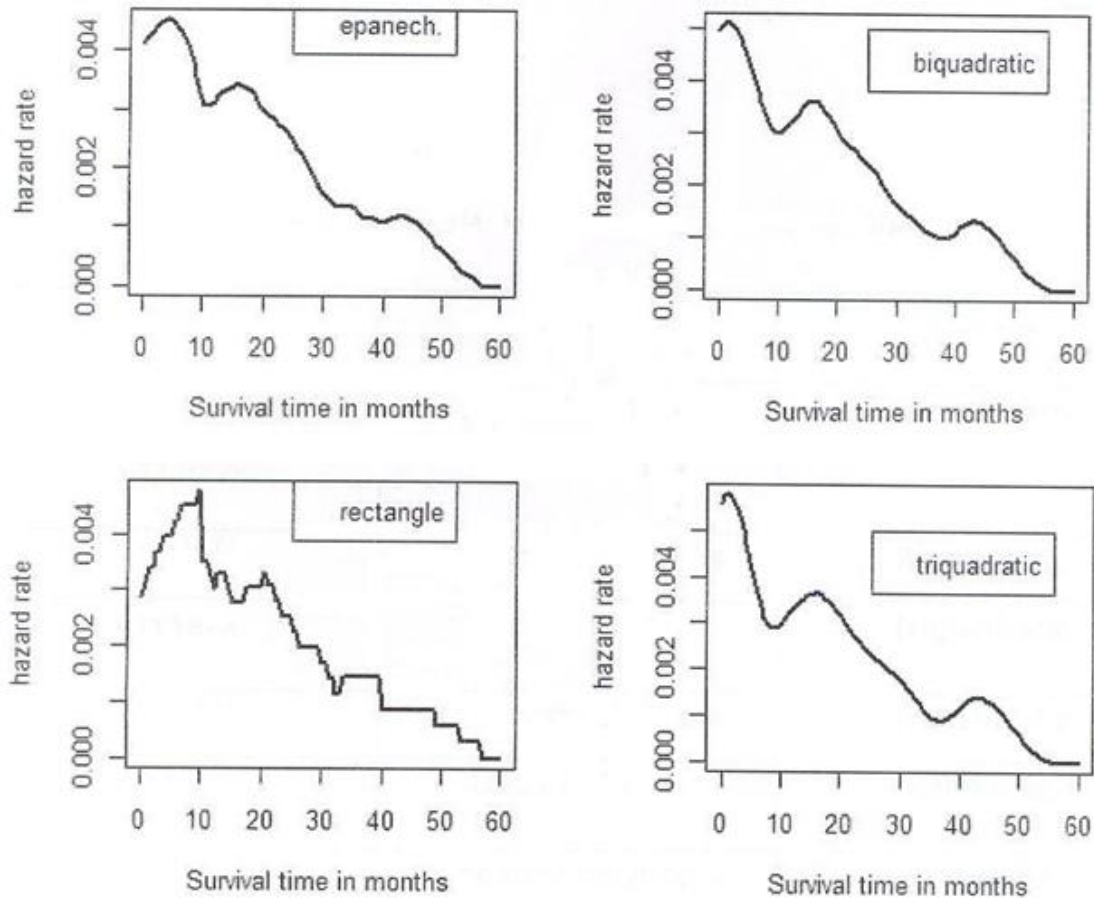 epanech.
hazard rate
0.004
0.002
0.000
0 10 20 30 40 50 60
Survival time in months
biquadratic
hazard rate
0.004
0.002
0.000
0 10 20 30 40 50 60
Survival time in months
rectangle
hazard rate
0.004
0.002
0.000
0 10 20 30 40 50 60
Survival time in months
triquadratic
hazard rate
0.004
0.002
0.000
0 10 20 30 40 50 60
Survival time in months